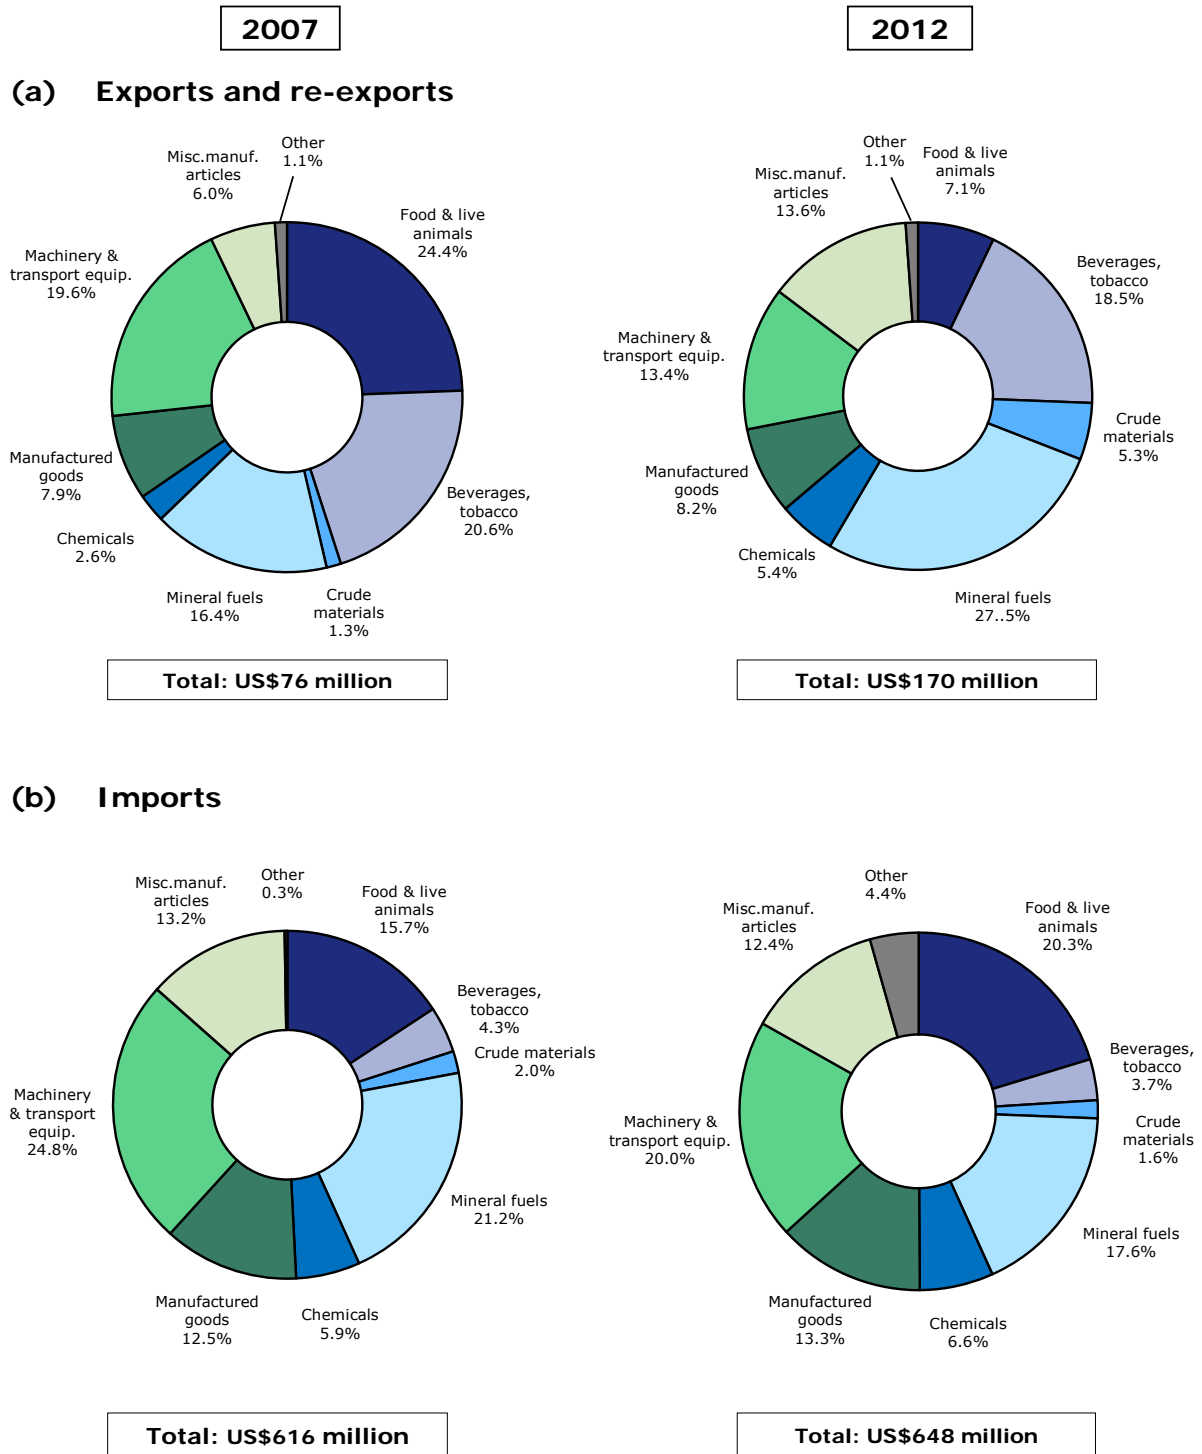 2007
2012
(a) Exports and re-exports
Other
1.1%
Misc.manuf.
articles
6.0%
Food & live
animals
24.4%
Machinery &
transport equip.
19.6%
Manufactured
goods
7.9%
Chemicals
2.6%
Mineral fuels
16.4%
Crude
materials
1.3%
Beverages,
tobacco
20.6%
Total: US$76 million
Other
1.1%
Food & live
animals
7.1%
Misc.manuf.
articles
13.6%
Beverages,
tobacco
18.5%
Machinery &
transport equip.
13.4%
Crude
materials
5.3%
Manufactured
goods
8.2%
Chemicals
5.4%
Mineral fuels
27..5%
Total: US$170 million
(b) Imports
Other
0.3%
Misc.manuf.
articles
13.2%
Food & live
animals
15.7%
Beverages,
tobacco
4.3%
Crude materials
2.0%
Machinery
& transport
equip.
24.8%
Mineral fuels
21.2%
Manufactured
goods
12.5%
Chemicals
5.9%
Total: US$616 million
Other
4.4%
Misc.manuf.
articles
12.4%
Food & live
animals
20.3%
Beverages,
tobacco
3.7%
Crude
materials
1.6%
Machinery &
transport equip.
20.0%
Mineral fuels
17.6%
Manufactured
goods
13.3%
Chemicals
6.6%
Total: US$648 million